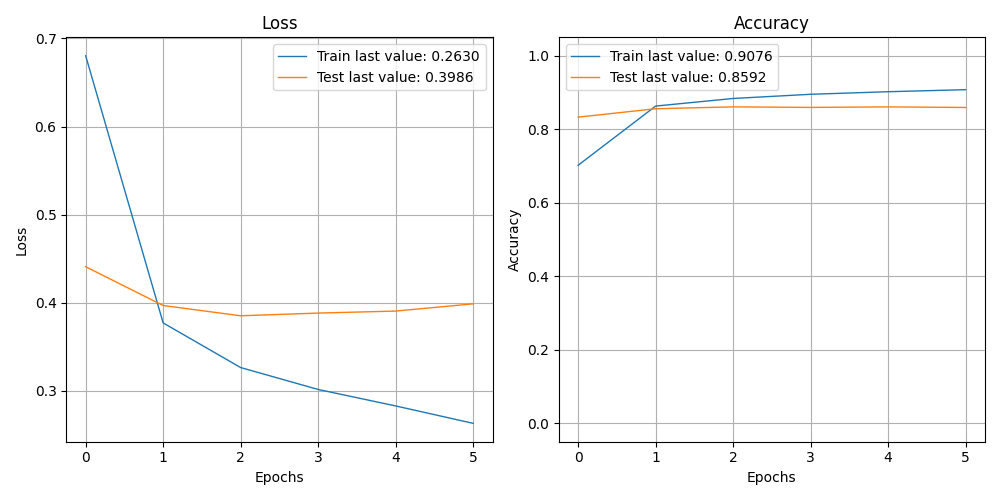 Loss
Train last value: 0.2630
Test last value: 0.3986
0.7
0.6
0.5
0.4
0.3
Loss
0 1 2 3 4 5
Epochs
Accuracy
Train last value: 0.9076
Test last value: 0.8592
1.0
0.8
0.6
0.4
0.2
0.0
Accuracy
0 1 2 3 4 5
Epochs